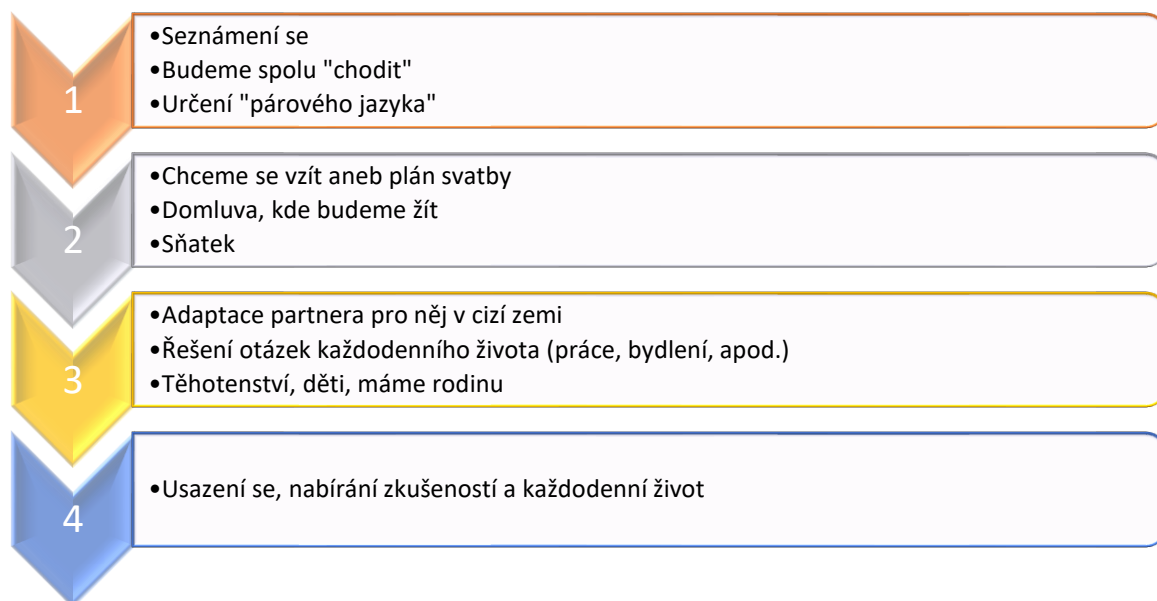 1
•Seznámení se
•Budeme spolu "chodit"
•Určení "párového jazyka"
2
•Chceme se vzít aneb plán svatby
•Domluva, kde budeme žít
•Sňatek
3
•Adaptace partnera pro něj v cizí zemi
•Řešení otázek každodenního života (práce, bydlení, apod.)
•Těhotenství, děti, máme rodinu
4
•Usazení se, nabírání zkušeností a každodenní život